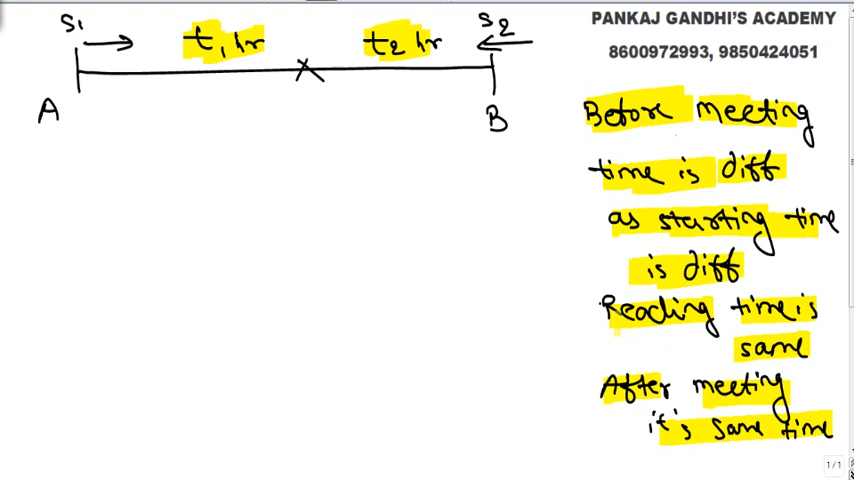 S1 t1 hr t2 hr S2
A B
PANKAJ GANDHI'S ACADEMY
8600972993, 9850424051
Before meeting
time is diff
as starting time
is diff
Reaching time is
same
After meeting
it's same time
1/1